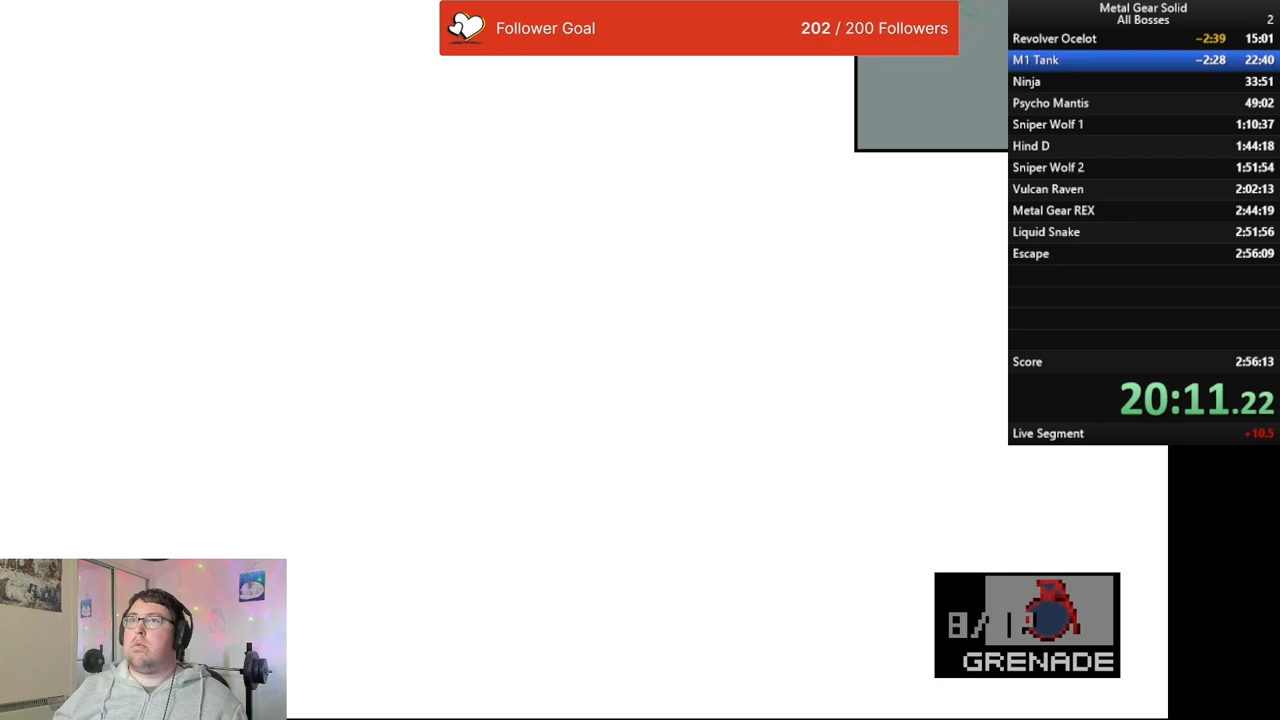 Follower Goal 202 / 200 Followers
Metal Gear Solid
All Bosses 2
Revolver Ocelot −2:39 15:01
M1 Tank −2:28 22:40
Ninja 33:51
Psycho Mantis 49:02
Sniper Wolf 1 1:10:37
Hind D 1:44:18
Sniper Wolf 2 1:51:54
Vulcan Raven 2:02:13
Metal Gear REX 2:44:19
Liquid Snake 2:51:56
Escape 2:56:09
Score 2:56:13
20:11.22
Live Segment +10.5
8/
GRENADE